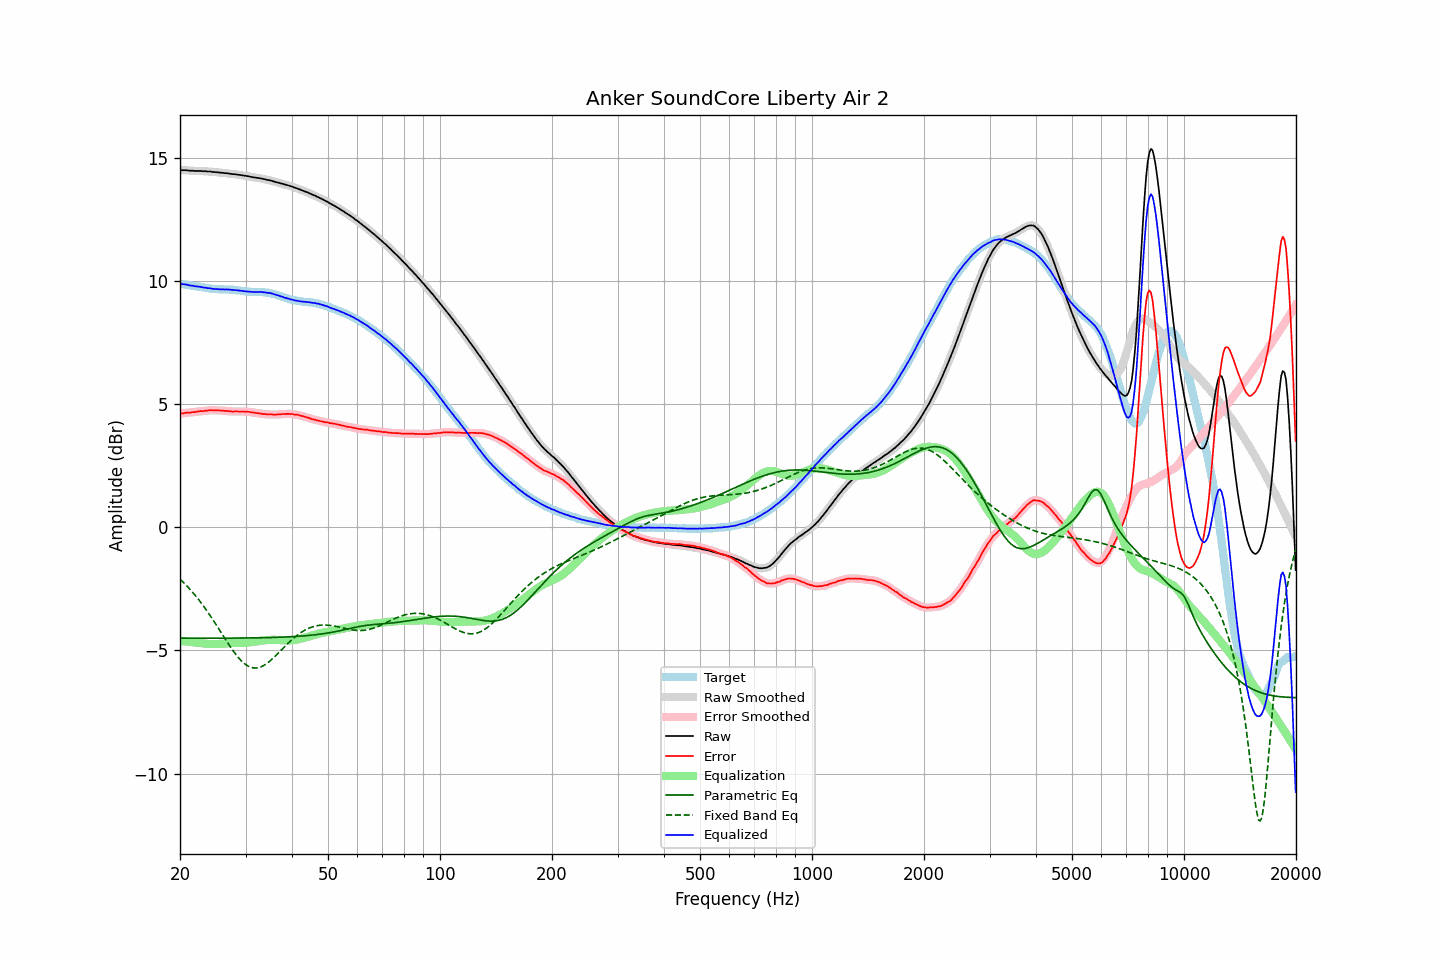 Anker SoundCore Liberty Air 2
Amplitude (dBr)
15
10
5
0
−5
−10
Target
Raw Smoothed
Error Smoothed
Raw
Error
Equalization
Parametric Eq
Fixed Band Eq
Equalized
20 50 100 200 500 1000 2000 5000 10000 20000
Frequency (Hz)